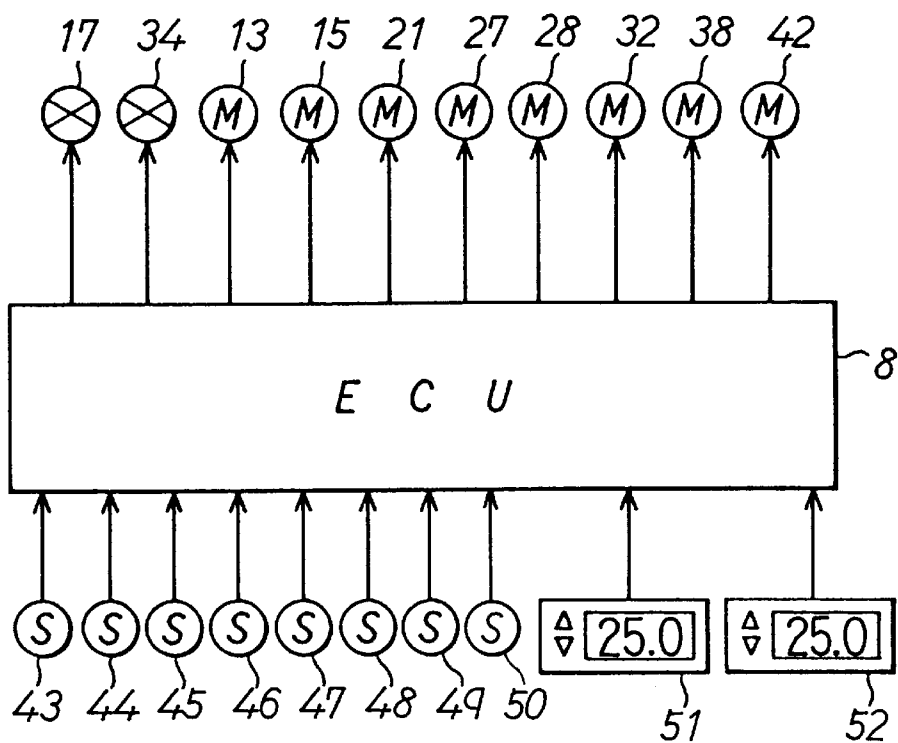 17 34 13 15 21 27 28 32 38 42
M M M M M M M M
E C U
8
S S S S S S S S
△ ▽ 25.0 △ ▽ 25.0
43 44 45 46 47 48 49 50 51 52